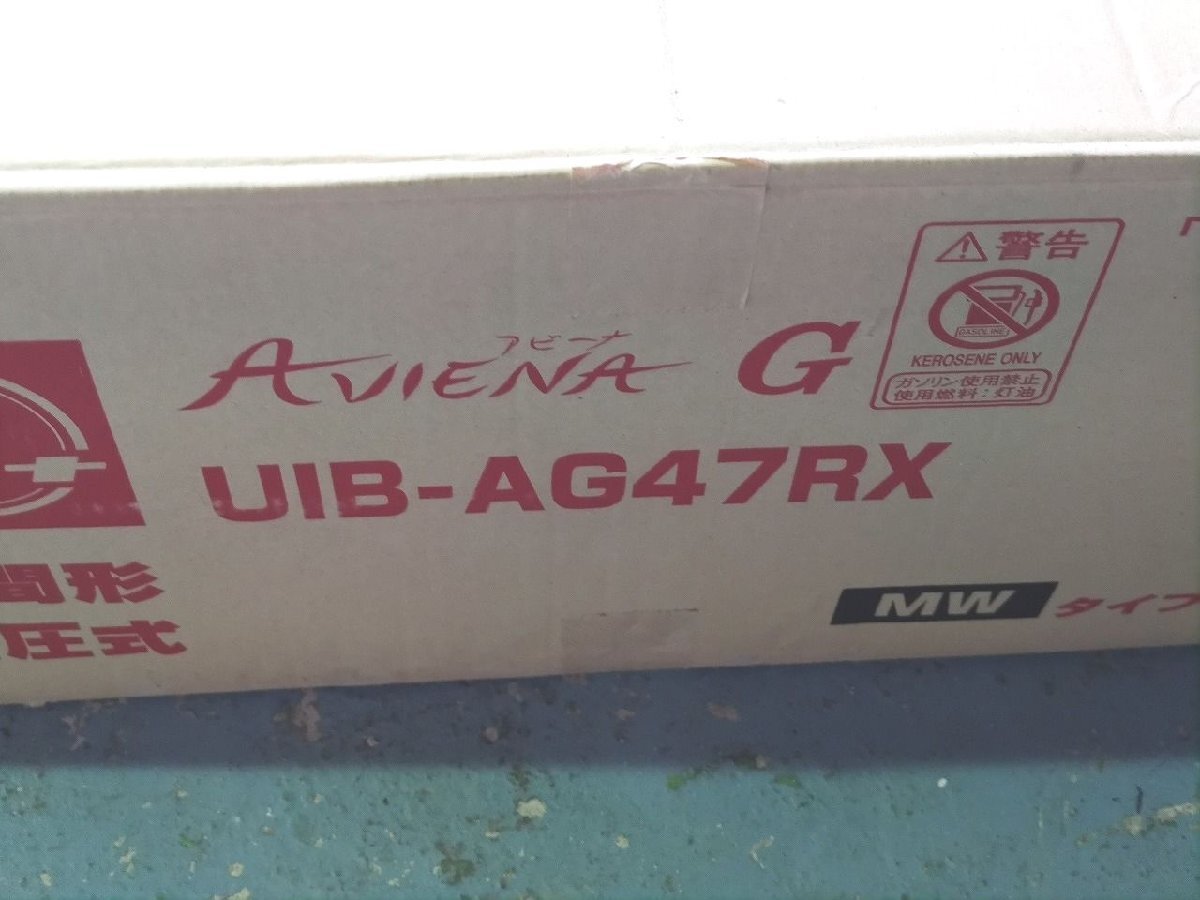 警告
GASOLINE
KEROSENE ONLY
ガソリン使用禁止
使用燃料：灯油
アビーナ
AVIENA G
UIB-AG47RX
間形
圧式
MW タイプ